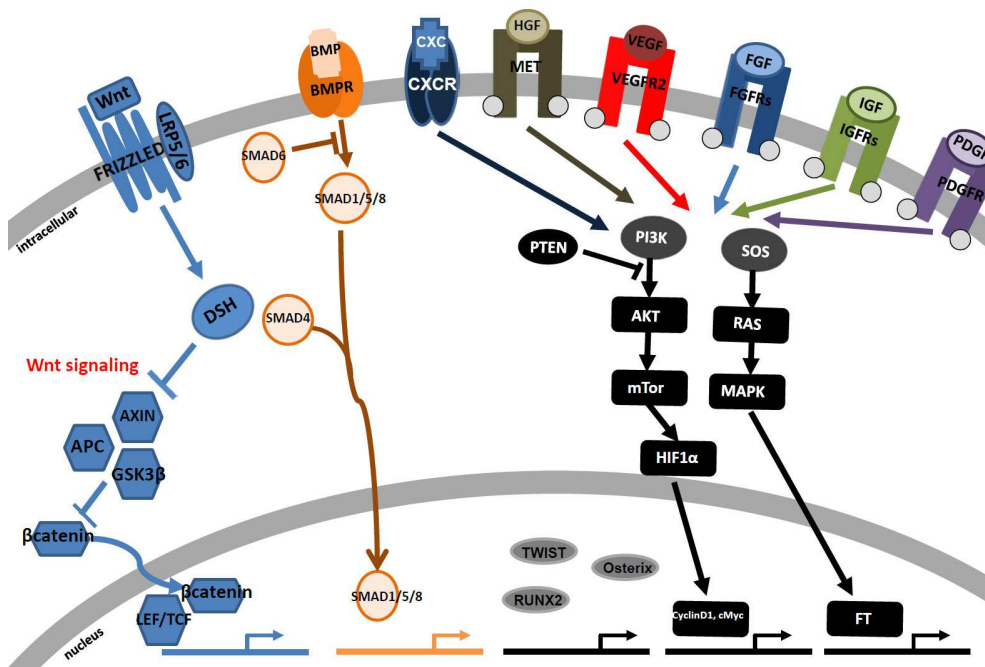 Wnt
FRIZZLED
LRP5/6
BMP
BMPR
CXC
CXCR
HGF
MET
VEGF
VEGFR2
FGF
FGFRs
IGF
IGFRs
PDGF
PDGFR
intracellular
SMAD6
SMAD1/5/8
PTEN
PI3K
SOS
DSH
SMAD4
AKT
RAS
Wnt signaling
mTor
MAPK
AXIN
APC
GSK3β
HIF1α
βcatenin
TWIST
Osterix
RUNX2
βcatenin
LEF/TCF
SMAD1/5/8
CyclinD1, cMyc
FT
nucleus